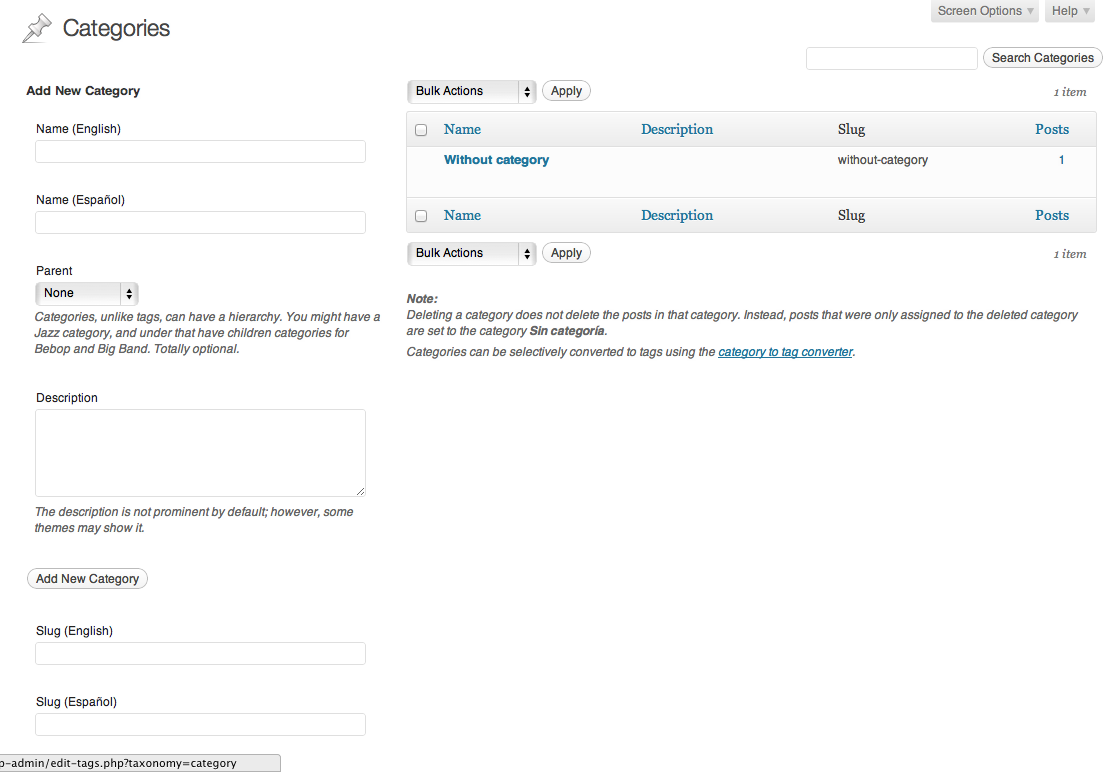 Screen Options
Help
Categories
Search Categories
Add New Category
Bulk Actions
Apply
1 item
Name (English)
Name Description Slug Posts
Without category without-category 1
Name (Español)
Name Description Slug Posts
Bulk Actions
Apply
1 item
Parent
None
Categories, unlike tags, can have a hierarchy. You might have a
Jazz category, and under that have children categories for
Bebop and Big Band. Totally optional.
Note:
Deleting a category does not delete the posts in that category. Instead, posts that were only assigned to the deleted category
are set to the category Sin categoría.
Categories can be selectively converted to tags using the category to tag converter.
Description
The description is not prominent by default; however, some
themes may show it.
Add New Category
Slug (English)
Slug (Español)
p-admin/edit-tags.php?taxonomy=category